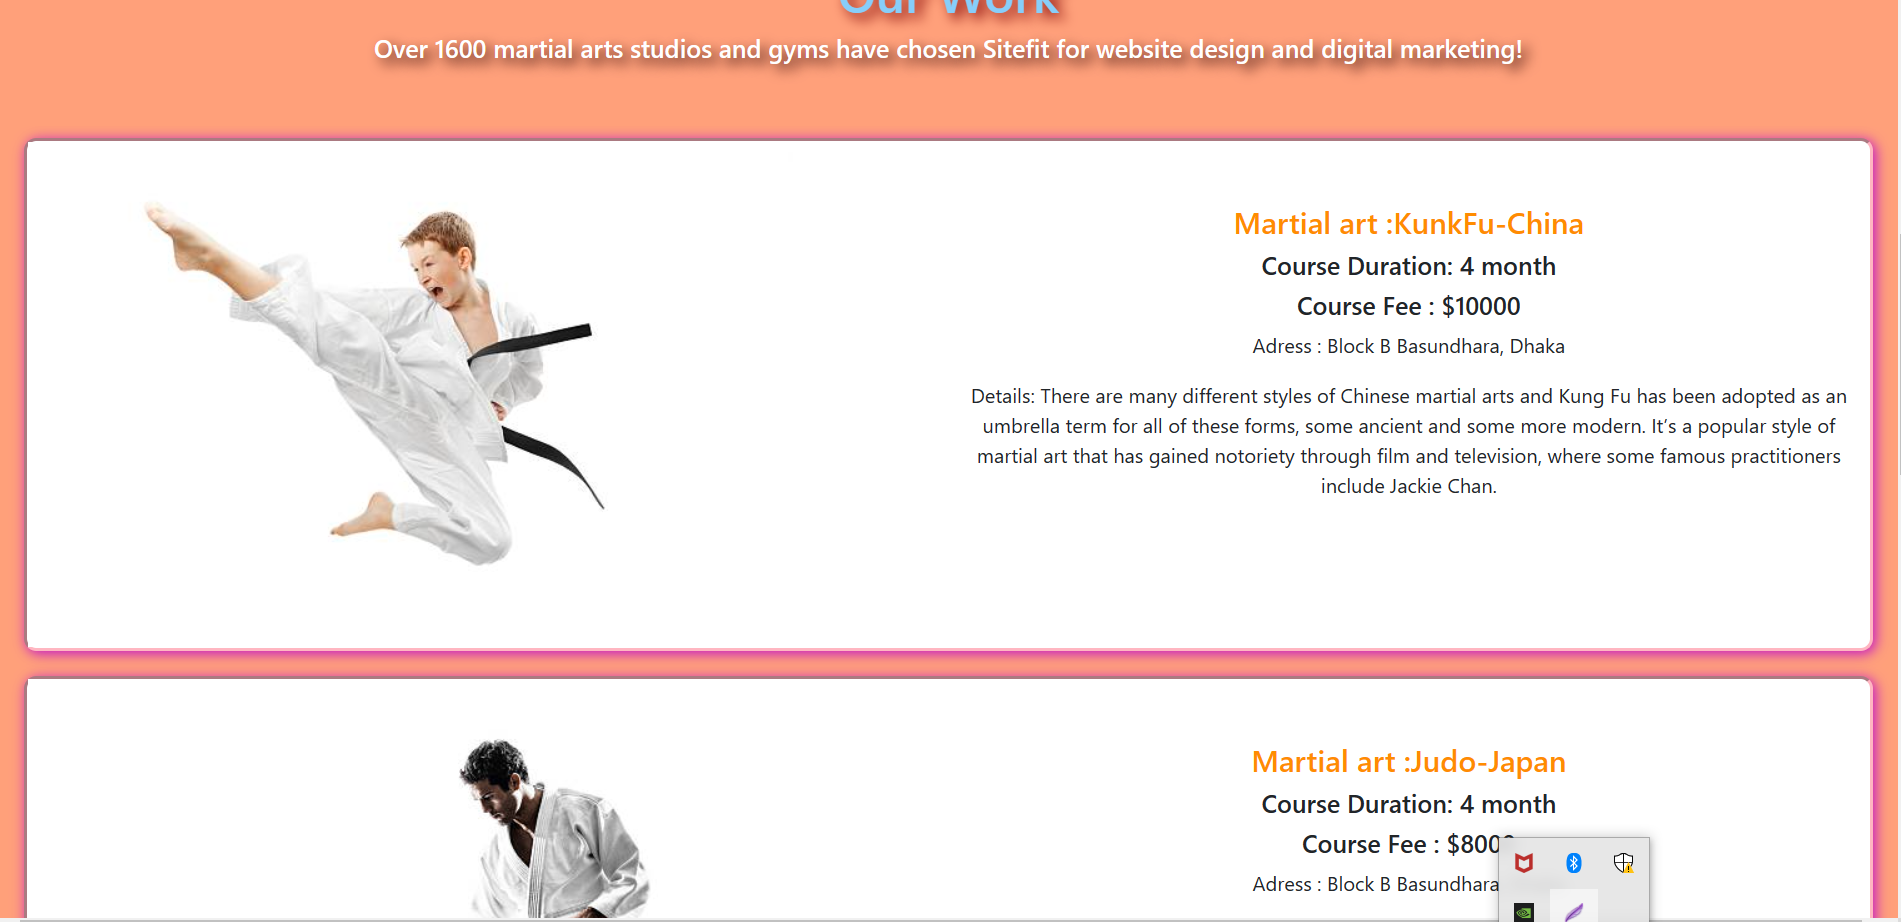 Our Work
Over 1600 martial arts studios and gyms have chosen Sitefit for website design and digital marketing!
Martial art :KunkFu-China
Course Duration: 4 month
Course Fee : $10000
Adress : Block B Basundhara, Dhaka
Details: There are many different styles of Chinese martial arts and Kung Fu has been adopted as an
umbrella term for all of these forms, some ancient and some more modern. It’s a popular style of
martial art that has gained notoriety through film and television, where some famous practitioners
include Jackie Chan.
Martial art :Judo-Japan
Course Duration: 4 month
Course Fee : $8000
Adress : Block B Basundhara